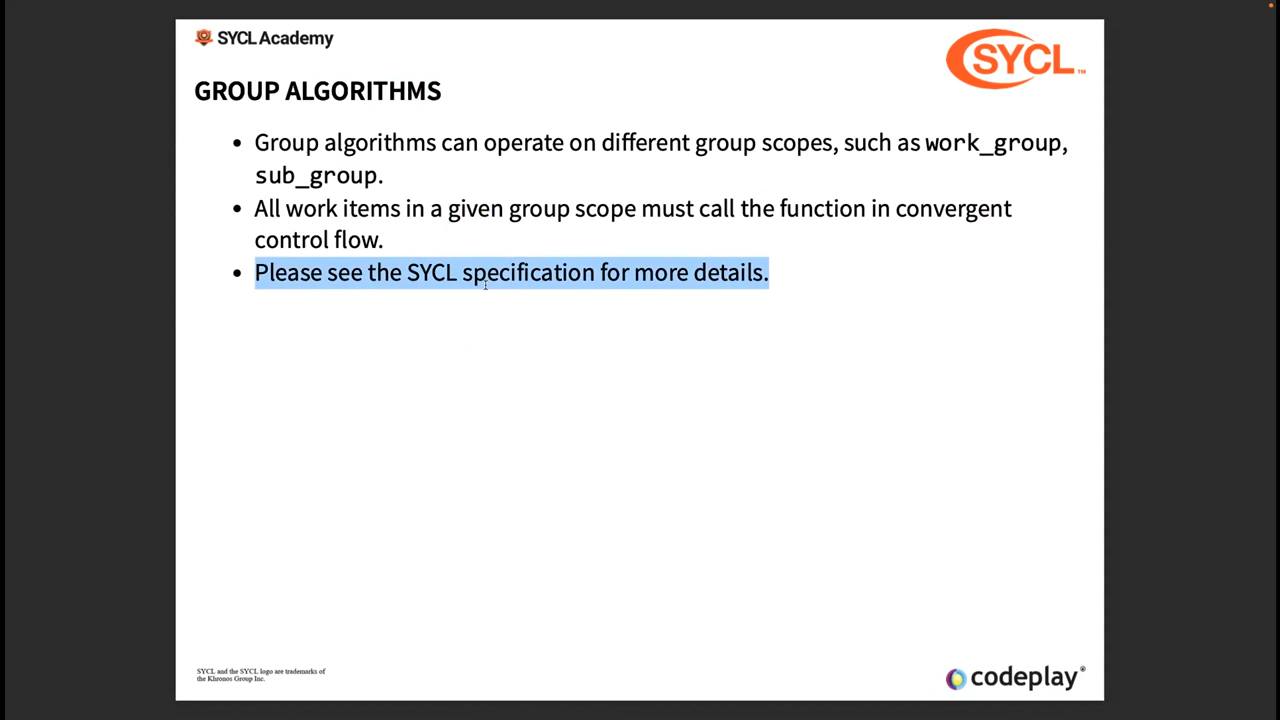 SYCL Academy
SYCL™
GROUP ALGORITHMS
• Group algorithms can operate on different group scopes, such as work_group,
sub_group.
• All work items in a given group scope must call the function in convergent
control flow.
• Please see the SYCL specification for more details.
SYCL and the SYCL logo are trademarks of
the Khronos Group Inc.
codeplay®